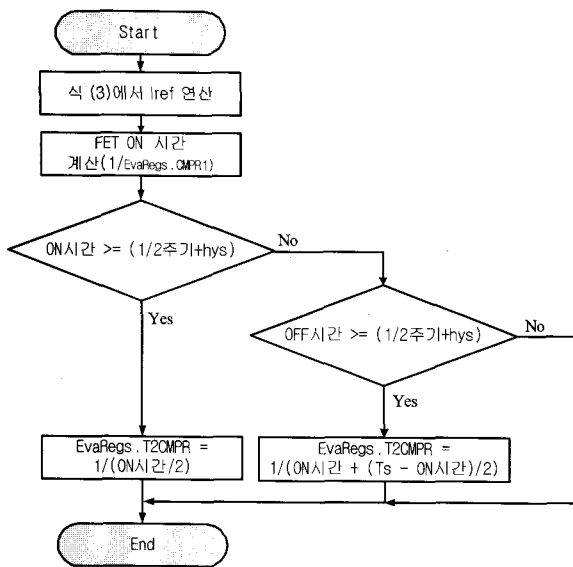 Start
식 (3)에서 Iref 연산
FET ON 시간
계산(1/EvaRegs.CMPR1)
ON시간 >= (1/2주기+hys)
No
Yes
OFF시간 >= (1/2주기+hys)
No
Yes
EvaRegs.T2CMPR =
1/(ON시간/2)
EvaRegs.T2CMPR =
1/(ON시간 + (Ts - ON시간)/2)
End